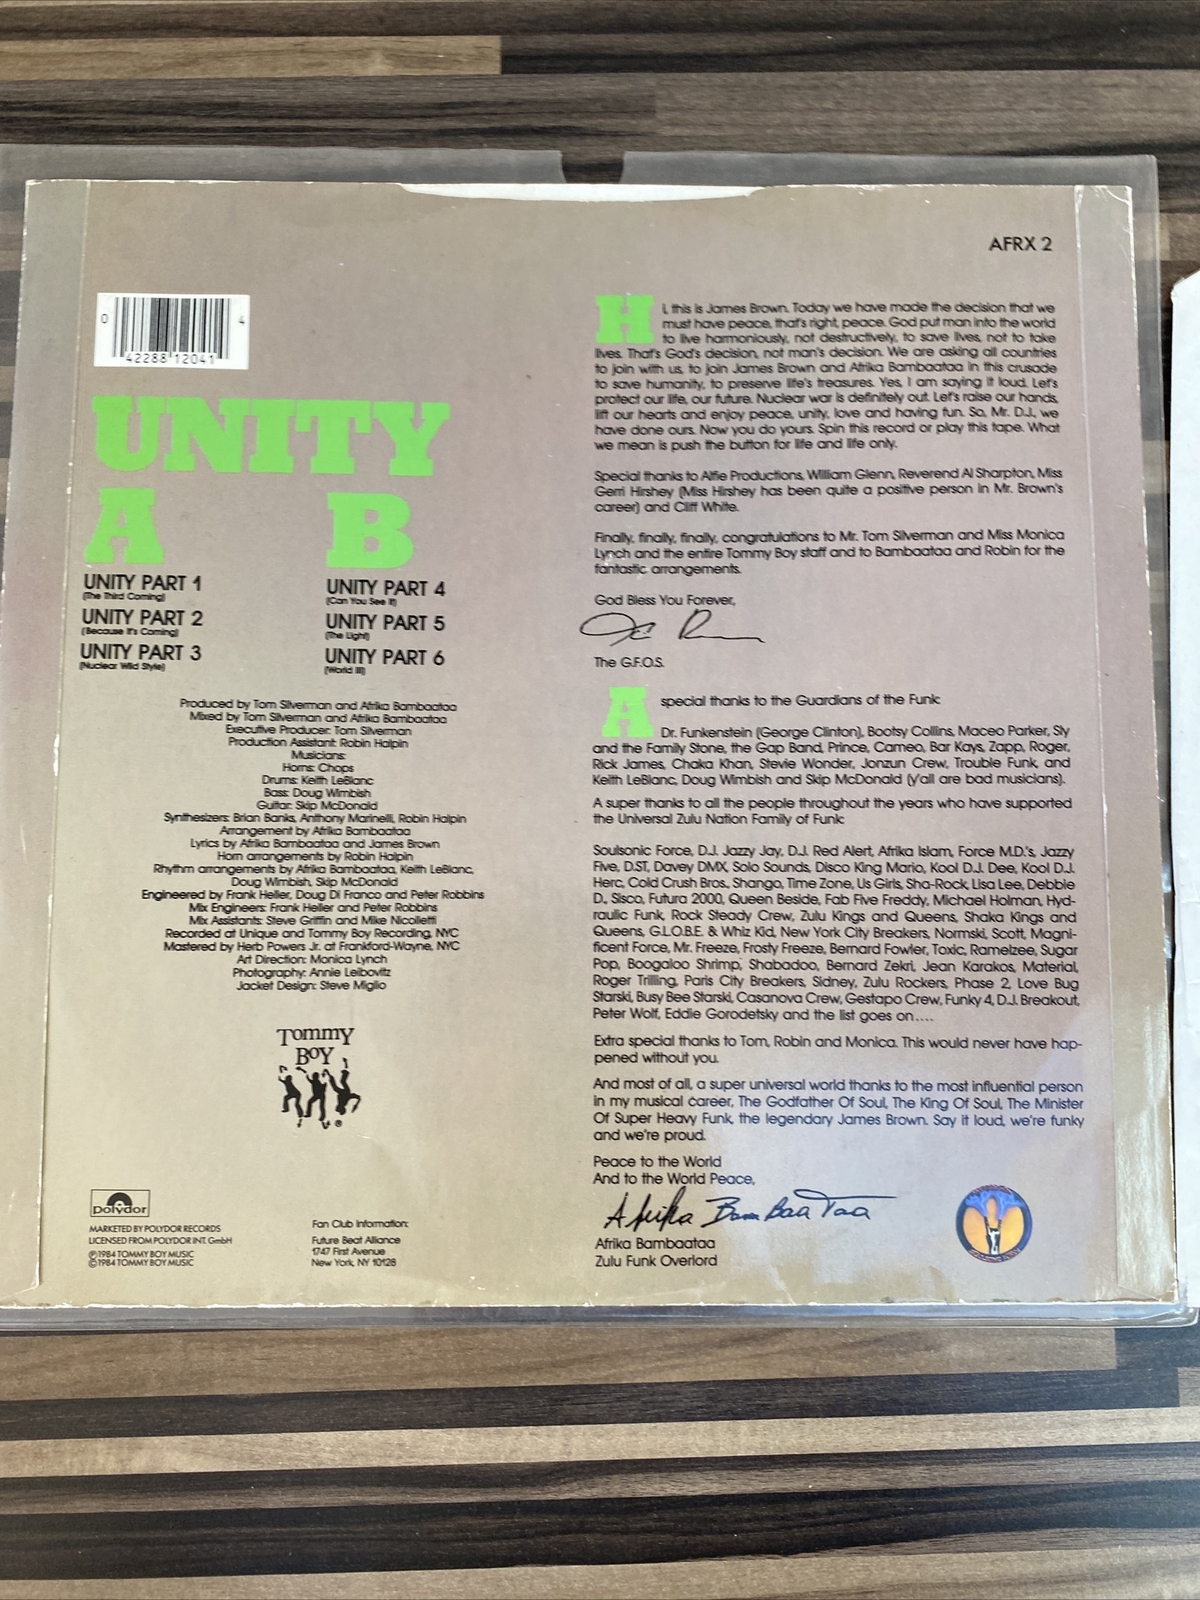 AFRX 2
0 42288 12041 4
UNITY
A B
UNITY PART 1
(The Third Coming)
UNITY PART 2
(Because It's Coming)
UNITY PART 3
(Nuclear Wild Style)
UNITY PART 4
(Can You See It)
UNITY PART 5
(The Light)
UNITY PART 6
(World III)
Produced by Tom Silverman and Afrika Bambaataa
Mixed by Tom Silverman and Afrika Bambaataa
Executive Producer: Tom Silverman
Production Assistant: Robin Halpin
Musicians:
Horns: Chops
Drums: Keith LeBlanc
Bass: Doug Wimbish
Guitar: Skip McDonald
Synthesizers: Brian Banks, Anthony Marinelli, Robin Halpin
Arrangement by Afrika Bambaataa
Lyrics by Afrika Bambaataa and James Brown
Horn arrangements by Robin Halpin
Rhythm arrangements by Afrika Bambaataa, Keith LeBlanc,
Doug Wimbish, Skip McDonald
Engineered by Frank Heller, Doug Di Franco and Peter Robbins
Mix Engineers: Frank Heller and Peter Robbins
Mix Assistants: Steve Griffin and Mike Nicolletti
Recorded at Unique and Tommy Boy Recording, NYC
Mastered by Herb Powers Jr. at Frankford-Wayne, NYC
Art Direction: Monica Lynch
Photography: Annie Leibovitz
Jacket Design: Steve Miglio
Tommy
BOY
®
polydor
MARKETED BY POLYDOR RECORDS
LICENSED FROM POLYDOR INT. GmbH
℗1984 TOMMY BOY MUSIC
©1984 TOMMY BOY MUSIC
Fan Club Information:
Future Beat Alliance
1747 First Avenue
New York, NY 10128
Hi, this is James Brown. Today we have made the decision that we
must have peace, that's right, peace. God put man into the world
to live harmoniously, not destructively, to save lives, not to take
lives. That's God's decision, not man's decision. We are asking all countries
to join with us, to join James Brown and Afrika Bambaataa in this crusade
to save humanity, to preserve life's treasures. Yes, I am saying it loud. Let's
protect our life, our future. Nuclear war is definitely out. Let's raise our hands,
lift our hearts and enjoy peace, unity, love and having fun. So, Mr. D.J., we
have done ours. Now you do yours. Spin this record or play this tape. What
we mean is push the button for life and life only.
Special thanks to Alfie Productions, William Glenn, Reverend Al Sharpton, Miss
Gerri Hirshey (Miss Hirshey has been quite a positive person in Mr. Brown's
career) and Cliff White.
Finally, finally, finally, congratulations to Mr. Tom Silverman and Miss Monica
Lynch and the entire Tommy Boy staff and to Bambaataa and Robin for the
fantastic arrangements.
God Bless You Forever,
The G.F.O.S.
A special thanks to the Guardians of the Funk:
Dr. Funkenstein (George Clinton), Bootsy Collins, Maceo Parker, Sly
and the Family Stone, the Gap Band, Prince, Cameo, Bar Kays, Zapp, Roger,
Rick James, Chaka Khan, Stevie Wonder, Jonzun Crew, Trouble Funk, and
Keith LeBlanc, Doug Wimbish and Skip McDonald (y'all are bad musicians).
A super thanks to all the people throughout the years who have supported
the Universal Zulu Nation Family of Funk:
Soulsonic Force, D.J. Jazzy Jay, D.J. Red Alert, Afrika Islam, Force M.D.'s, Jazzy
Five, D.ST, Davey DMX, Solo Sounds, Disco King Mario, Kool D.J. Dee, Kool D.J.
Herc, Cold Crush Bros., Shango, Time Zone, Us Girls, Sha-Rock, Lisa Lee, Debbie
D., Sisco, Futura 2000, Queen Beside, Fab Five Freddy, Michael Holman, Hyd-
raulic Funk, Rock Steady Crew, Zulu Kings and Queens, Shaka Kings and
Queens, G.L.O.B.E. & Whiz Kid, New York City Breakers, Normski, Scott, Magni-
ficent Force, Mr. Freeze, Frosty Freeze, Bernard Fowler, Toxic, Ramelzee, Sugar
Pop, Boogaloo Shrimp, Shabadoo, Bernard Zekri, Jean Karakos, Material,
Roger Trilling, Paris City Breakers, Sidney, Zulu Rockers, Phase 2, Love Bug
Starski, Busy Bee Starski, Casanova Crew, Gestapo Crew, Funky 4, D.J. Breakout,
Peter Wolf, Eddie Gorodetsky and the list goes on....
Extra special thanks to Tom, Robin and Monica. This would never have hap-
pened without you.
And most of all, a super universal world thanks to the most influential person
in my musical career, The Godfather Of Soul, The King Of Soul, The Minister
Of Super Heavy Funk, the legendary James Brown. Say it loud, we're funky
and we're proud.
Peace to the World
And to the World Peace,
Afrika BamBaaTaa
Afrika Bambaataa
Zulu Funk Overlord